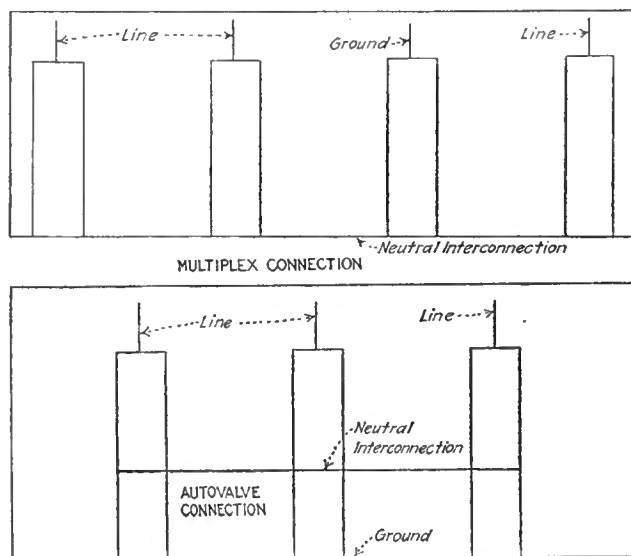 Line
Ground
Line
Neutral Interconnection
MULTIPLEX CONNECTION
Line
Line
Neutral
Interconnection
AUTOVALVE
CONNECTION
Ground